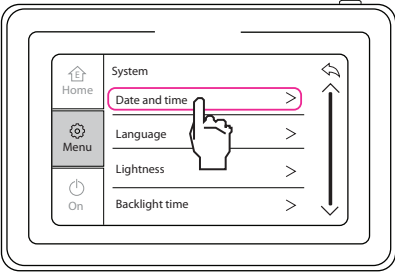 System
E
Home
Date and time
Menu
Language
Lightness
On
Backlight time